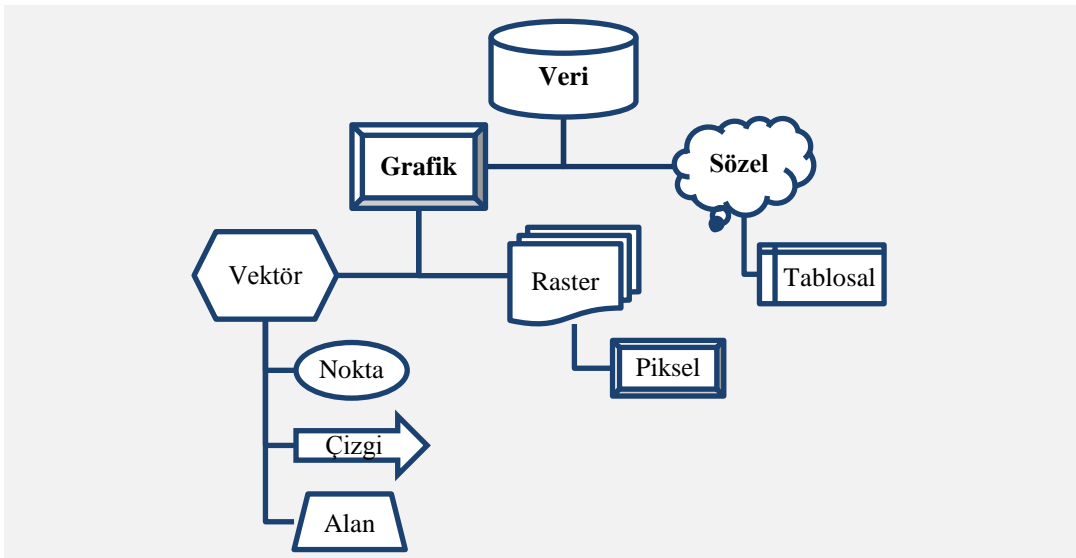 Veri
Grafik
Sözel
Vektör
Raster
Tablosal
Nokta
Piksel
Çizgi
Alan